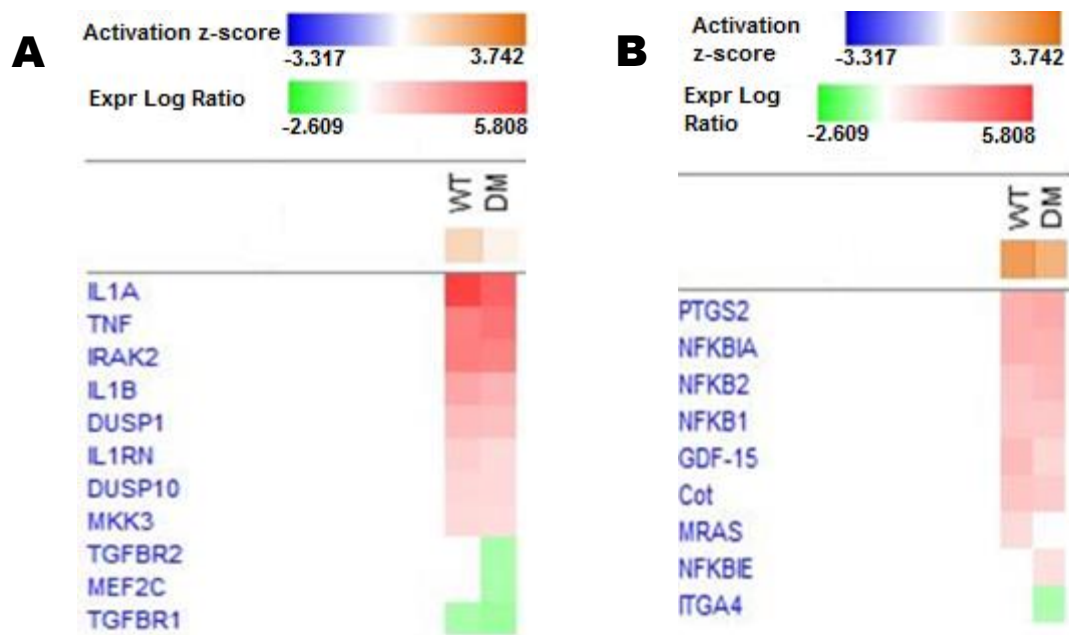 A
Activation z-score
-3.317 3.742
Expr Log Ratio
-2.609 5.808
WT DM
IL1A
TNF
IRAK2
IL1B
DUSP1
IL1RN
DUSP10
MKK3
TGFBR2
MEF2C
TGFBR1
B
Activation
z-score
-3.317 3.742
Expr Log
Ratio
-2.609 5.808
WT DM
PTGS2
NFKBIA
NFKB2
NFKB1
GDF-15
Cot
MRAS
NFKBIE
ITGA4